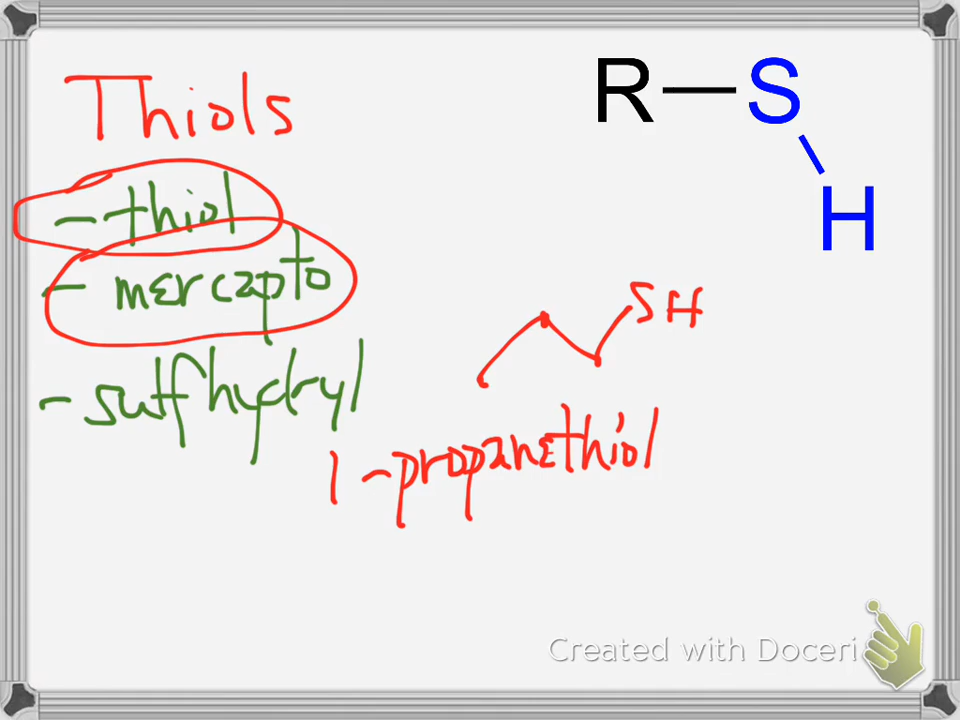 Thiols
R-S
H
- thiol
- mercapto
SH
- sulfhydryl
1-propanethiol
Created with Doceri